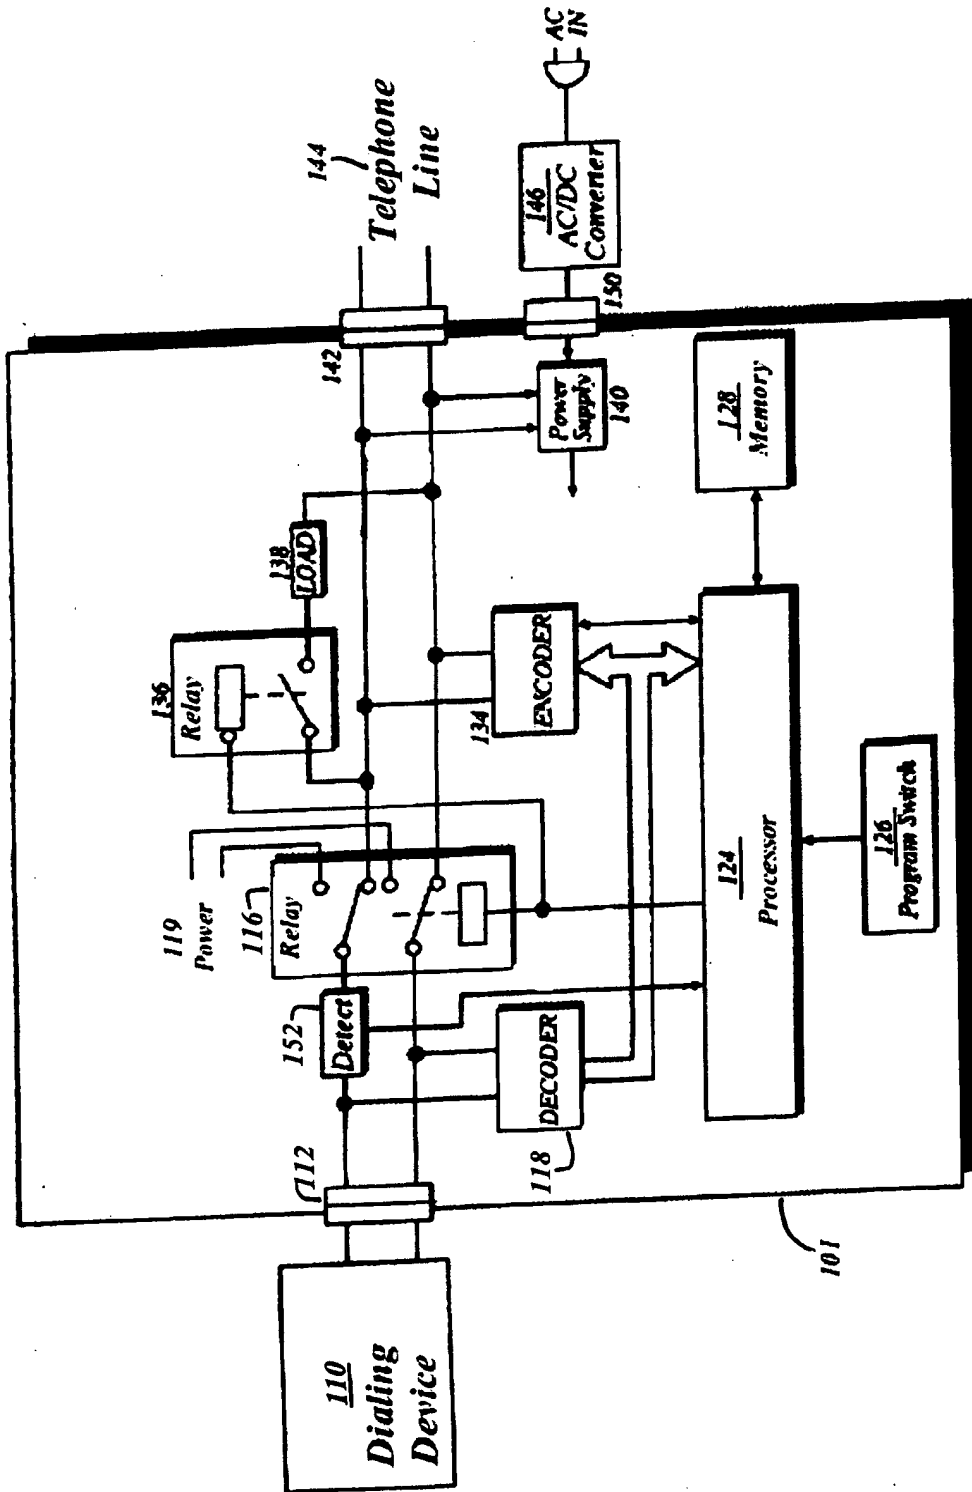 110
Dialing
Device
112
152
Detect
119
Power
116
Relay
136
Relay
138
LOAD
142
144
Telephone
Line
118
DECODER
134
ENCODER
Power
Supply
140
150
146
AC/DC
Converter
AC
IN
124
Processor
128
Memory
126
Program Switch
101